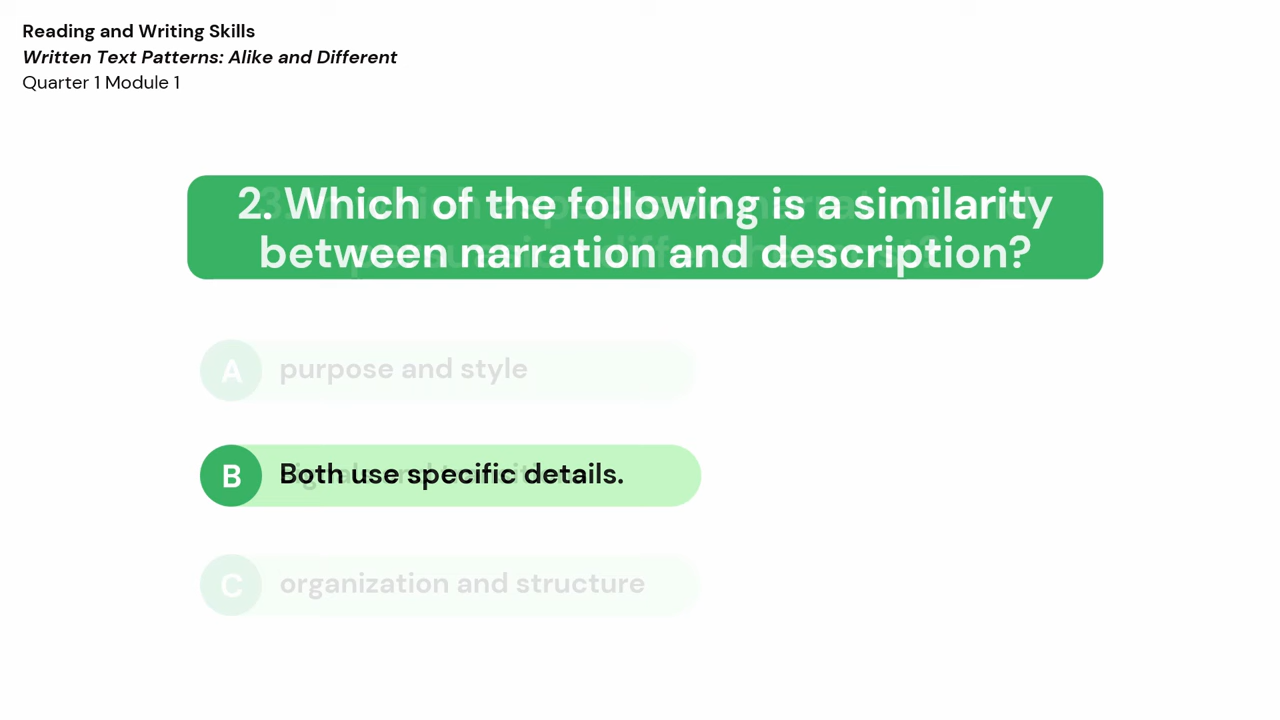 Reading and Writing Skills
Written Text Patterns: Alike and Different
Quarter 1 Module 1
2. Which of the following is a similarity
between narration and description?
A purpose and style
B Both use specific details.
C organization and structure